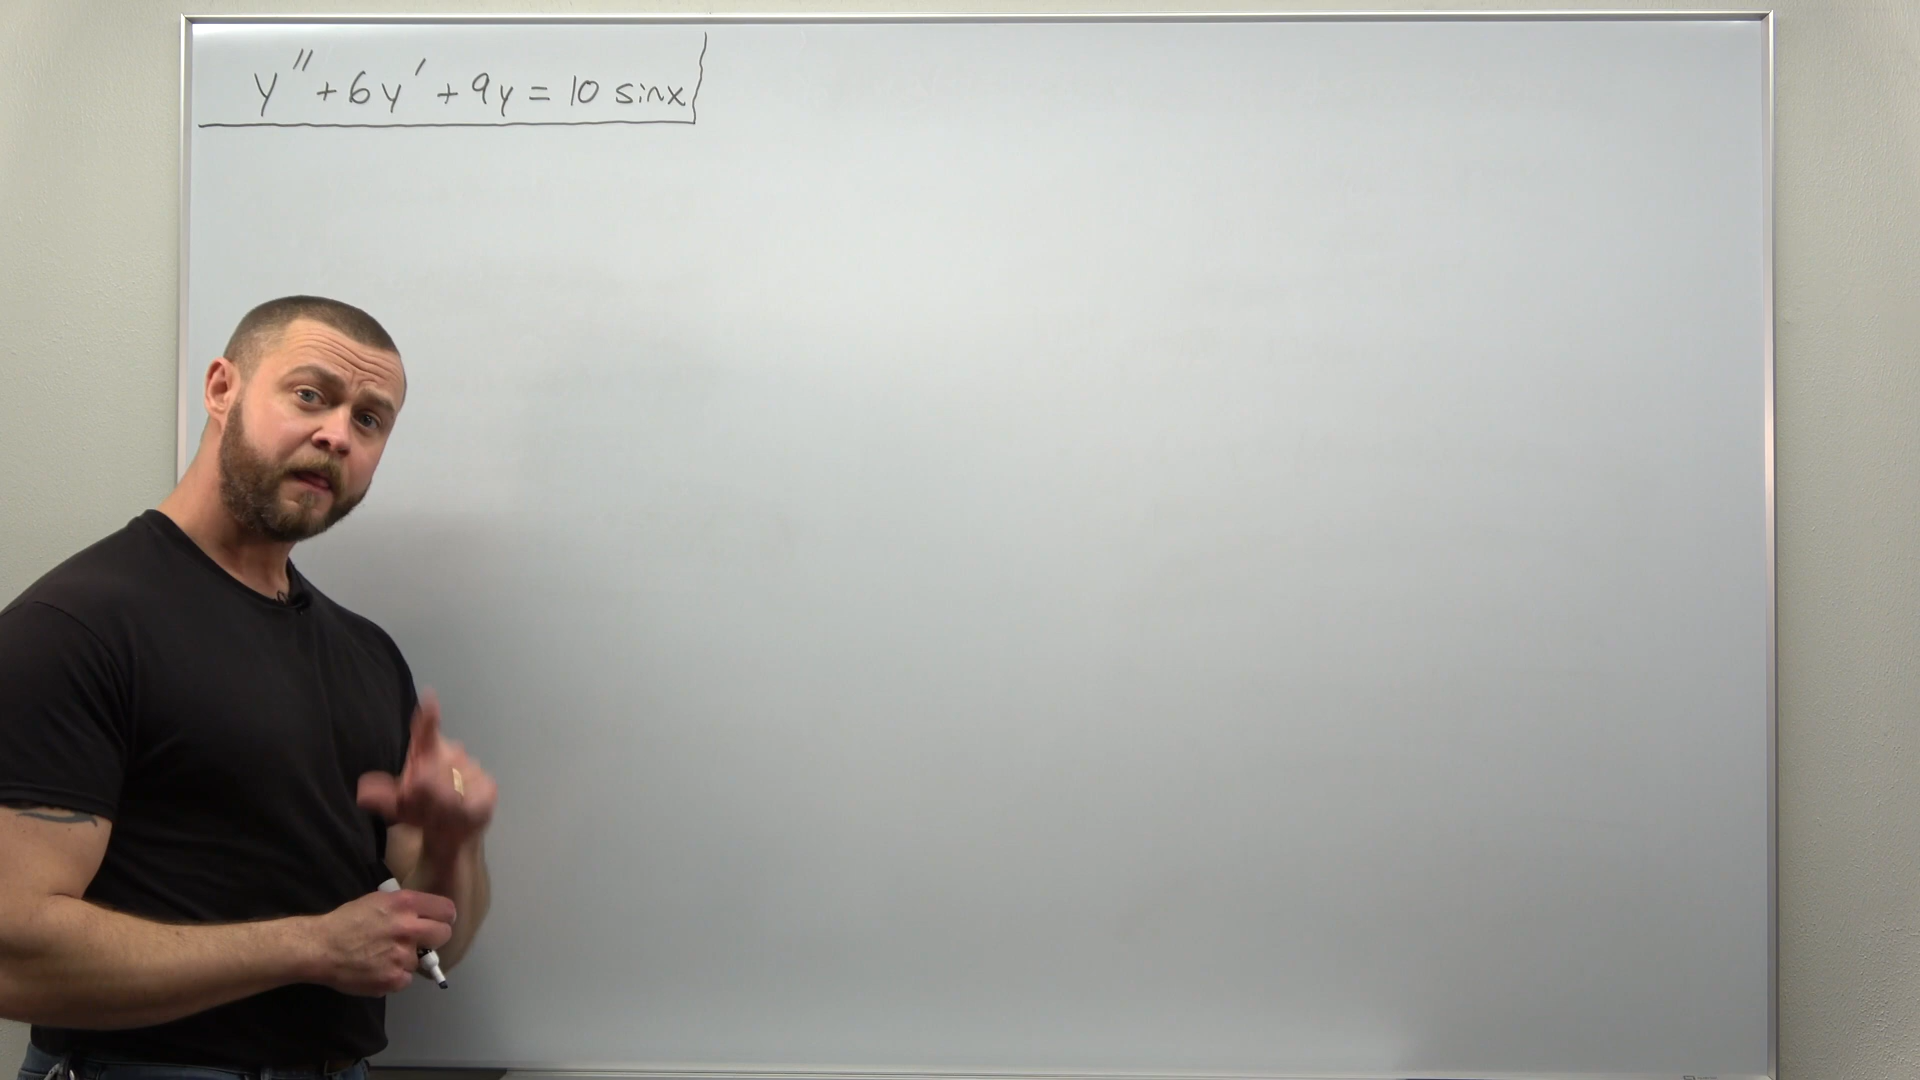 y'' + 6y' + 9y = 10 sinx